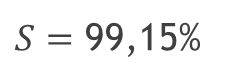 S = 99,15%